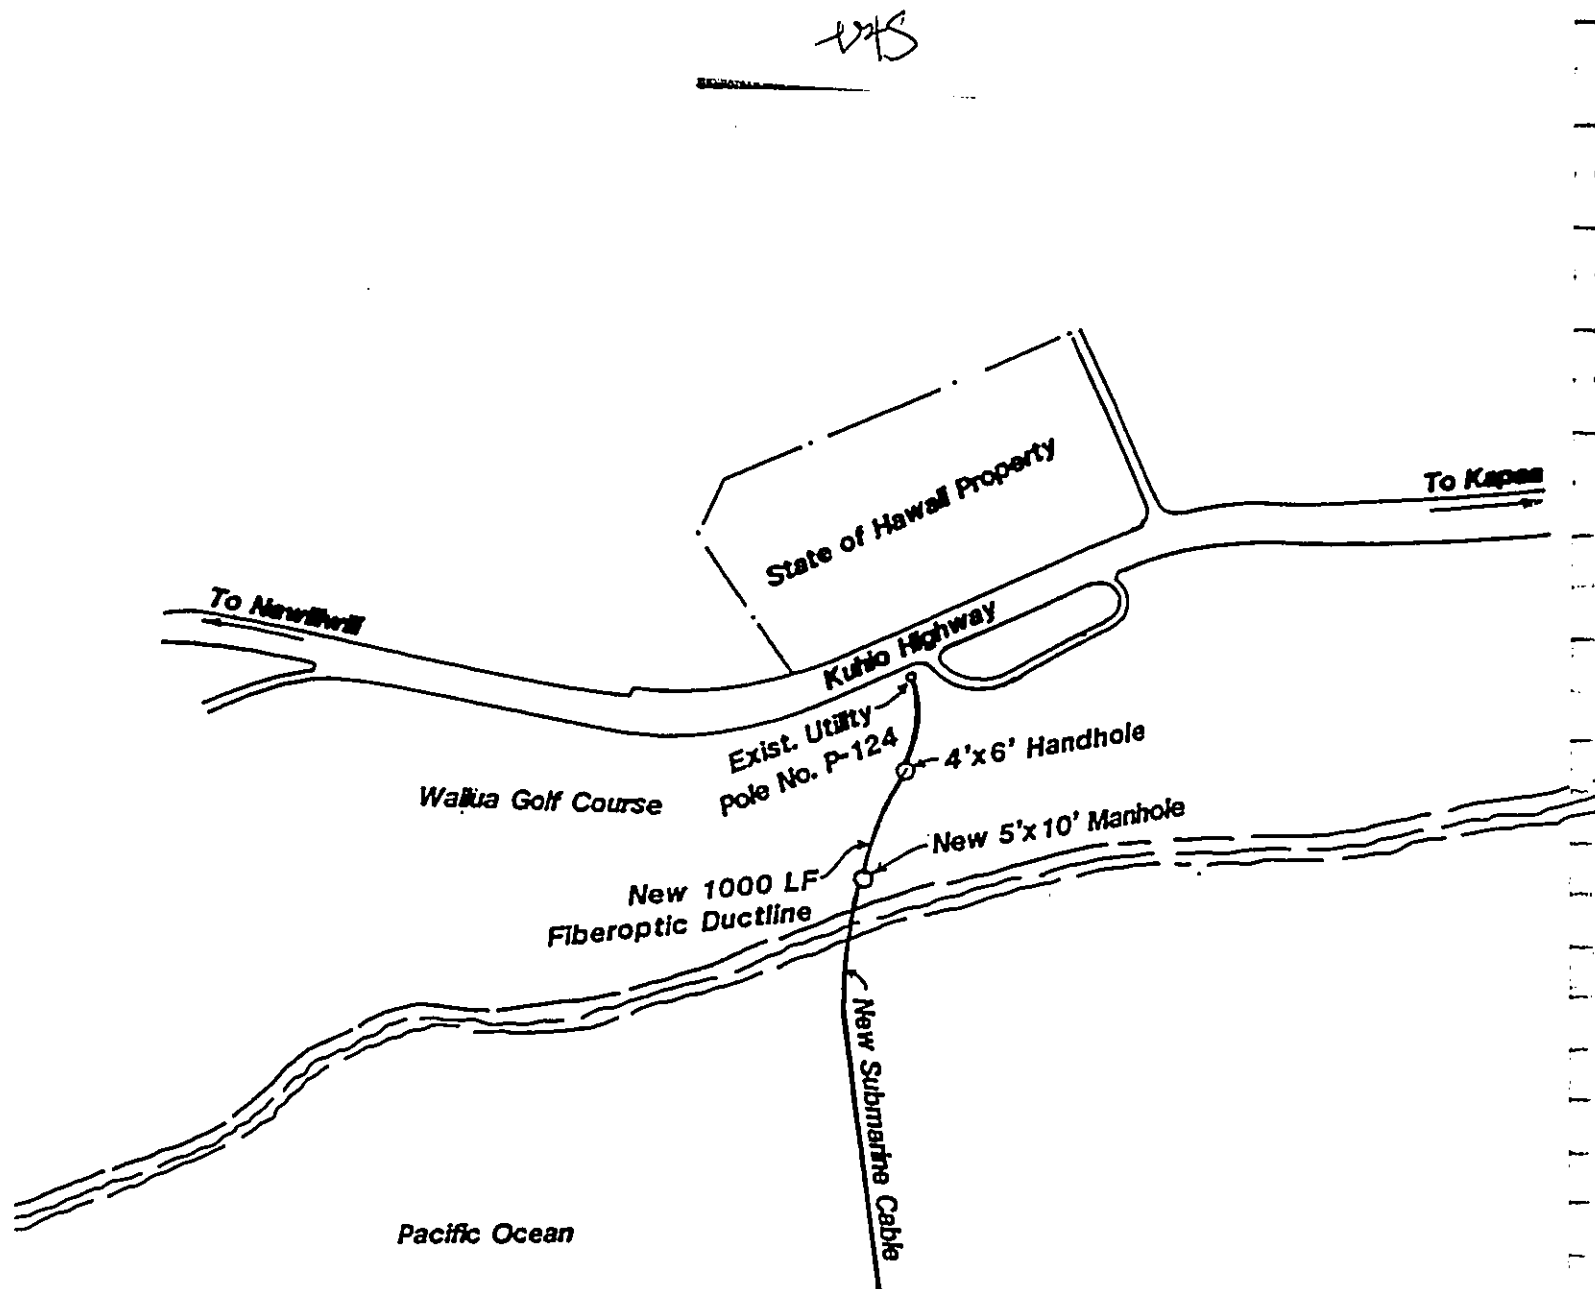 State of Hawaii Property
To Kapaa
To Nawiliwili
Kuhio Highway
Exist. Utility
pole No. P-124
4'x6' Handhole
Wailua Golf Course
New 5'x10' Manhole
New 1000 LF
Fiberoptic Ductline
New Submarine Cable
Pacific Ocean